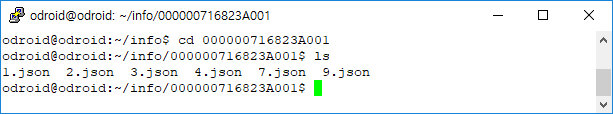 odroid@odroid: ~/info/000000716823A001
odroid@odroid:~/info$ cd 000000716823A001
odroid@odroid:~/info/000000716823A001$ ls
1.json  2.json  3.json  4.json  7.json  9.json
odroid@odroid:~/info/000000716823A001$